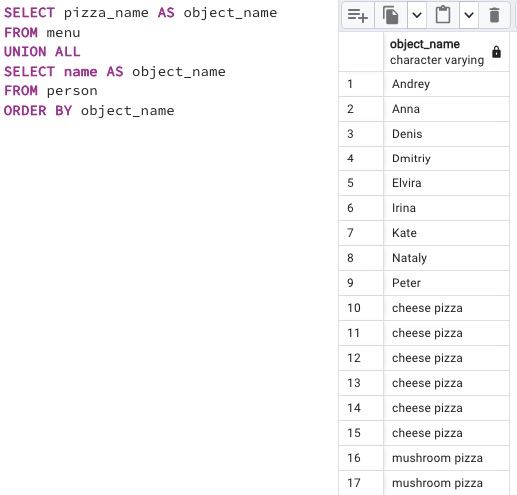 SELECT pizza_name AS object_name
FROM menu
UNION ALL
SELECT name AS object_name
FROM person
ORDER BY object_name
object_name
character varying
1 Andrey
2 Anna
3 Denis
4 Dmitriy
5 Elvira
6 Irina
7 Kate
8 Nataly
9 Peter
10 cheese pizza
11 cheese pizza
12 cheese pizza
13 cheese pizza
14 cheese pizza
15 cheese pizza
16 mushroom pizza
17 mushroom pizza